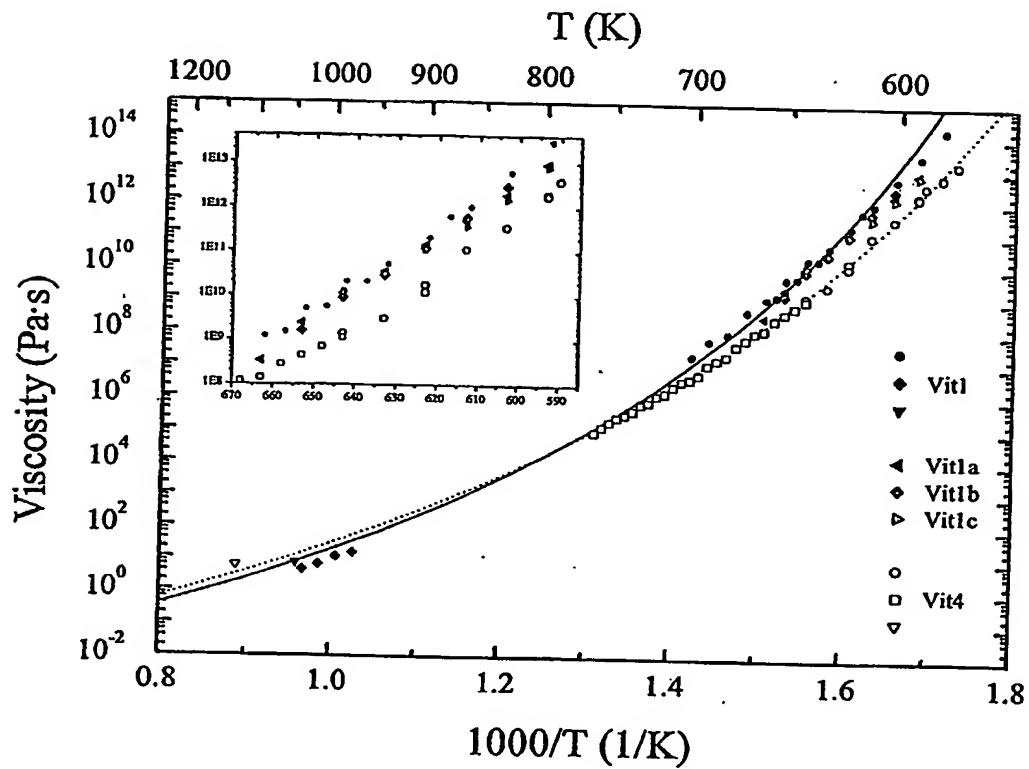 T (K)
1200 1000 900 800 700 600
10^14
10^12
10^10
10^8
10^6
10^4
10^2
10^0
10^-2
Viscosity (Pa·s)
1E13
1E12
1E11
1E10
1E9
1E8
670 660 650 640 630 620 610 600 590
Vit1
Vit1a
Vit1b
Vit1c
Vit4
0.8 1.0 1.2 1.4 1.6 1.8
1000/T (1/K)